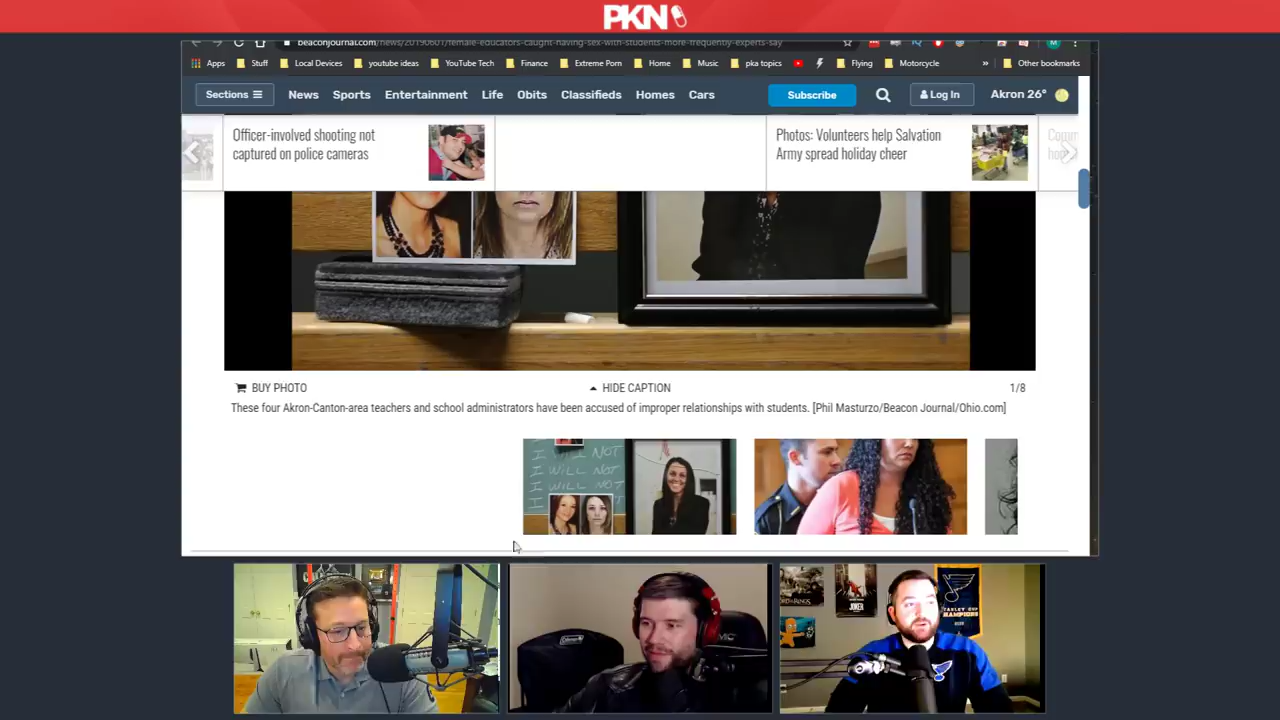 PKN
beaconjournal.com/news/20190601/female-educators-caught-having-sex-with-students-more-frequently-experts-say
Apps Stuff Local Devices youtube ideas YouTube Tech Finance Extreme Porn Home Music pka topics Flying Motorcycle » Other bookmarks
Sections News Sports Entertainment Life Obits Classifieds Homes Cars Subscribe Log In Akron 26°
Officer-involved shooting not
captured on police cameras
Photos: Volunteers help Salvation
Army spread holiday cheer
BUY PHOTO HIDE CAPTION 1/8
These four Akron-Canton-area teachers and school administrators have been accused of improper relationships with students. [Phil Masturzo/Beacon Journal/Ohio.com]
I WILL NOT
I WILL NOT
I WILL NOT
JOKER